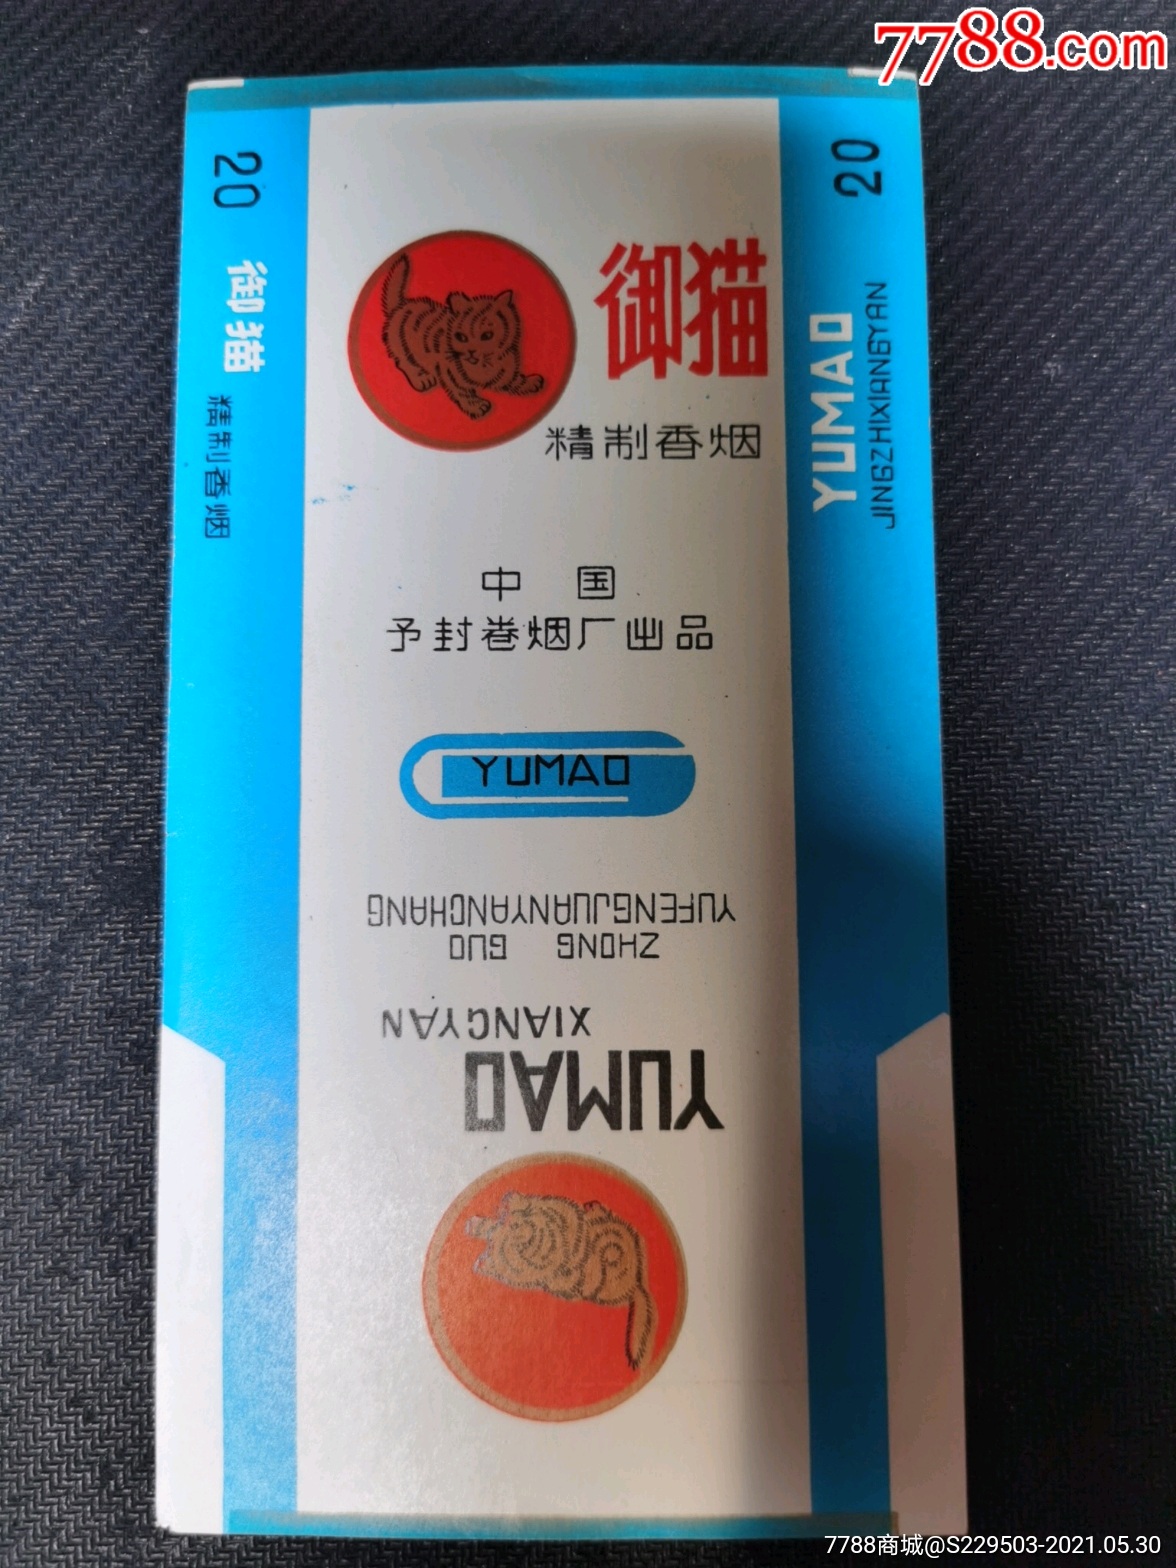 7788.com
20
御猫
精制香烟
御猫
精制香烟
20
YUMAO
JINGZHIXIANGYAN
中 国
予封卷烟厂出品
YUMAO
ZHONG GUO
YUFENGJUANYANCHANG
YUMAO
XIANGYAN
7788商城@S229503-2021.05.30